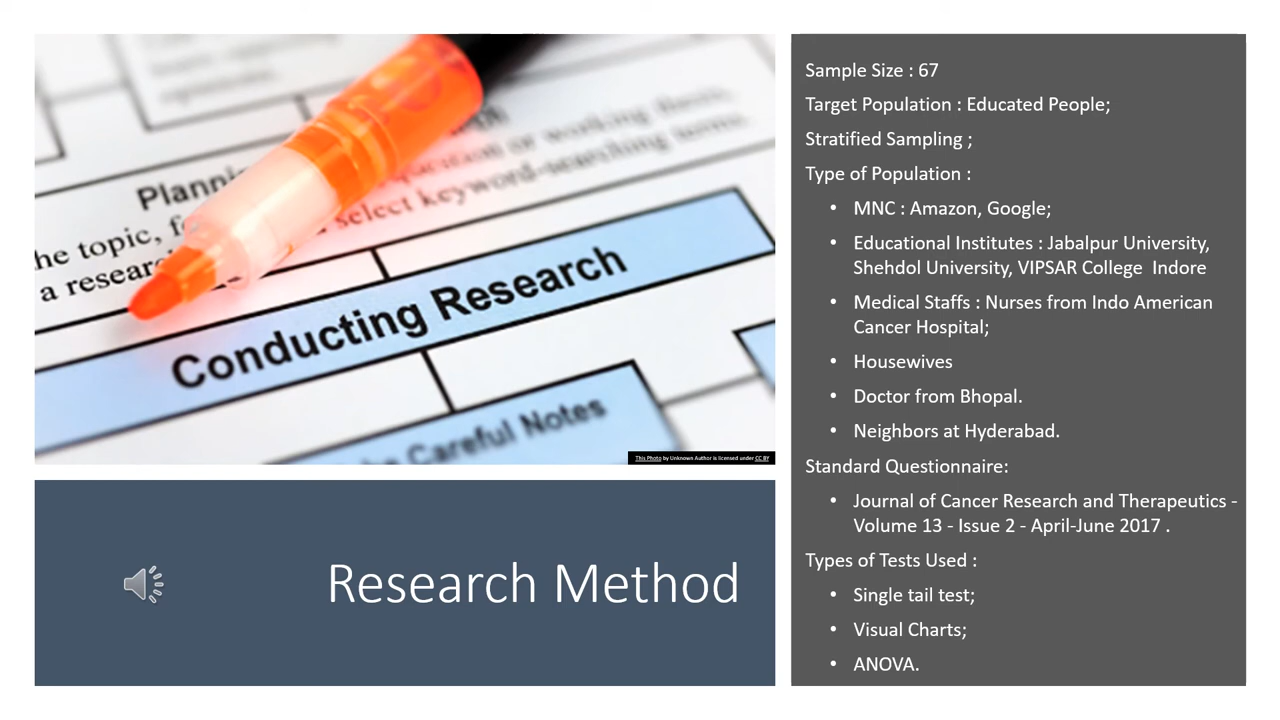 Planni
the topic, f
a resear
select keyword-searching terms.
Conducting Research
Careful Notes
This Photo by Unknown Author is licensed under CC BY
Research Method
Sample Size : 67
Target Population : Educated People;
Stratified Sampling ;
Type of Population :
• MNC : Amazon, Google;
• Educational Institutes : Jabalpur University,
Shehdol University, VIPSAR College Indore
• Medical Staffs : Nurses from Indo American
Cancer Hospital;
• Housewives
• Doctor from Bhopal.
• Neighbors at Hyderabad.
Standard Questionnaire:
• Journal of Cancer Research and Therapeutics -
Volume 13 - Issue 2 - April-June 2017 .
Types of Tests Used :
• Single tail test;
• Visual Charts;
• ANOVA.